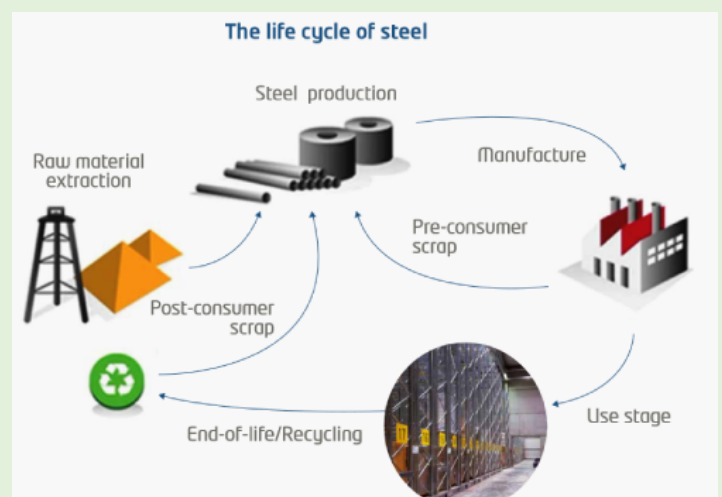 The life cycle of steel
Steel production
Raw material
extraction
Manufacture
Pre-consumer
scrap
Post-consumer
scrap
Use stage
End-of-life/Recycling
17